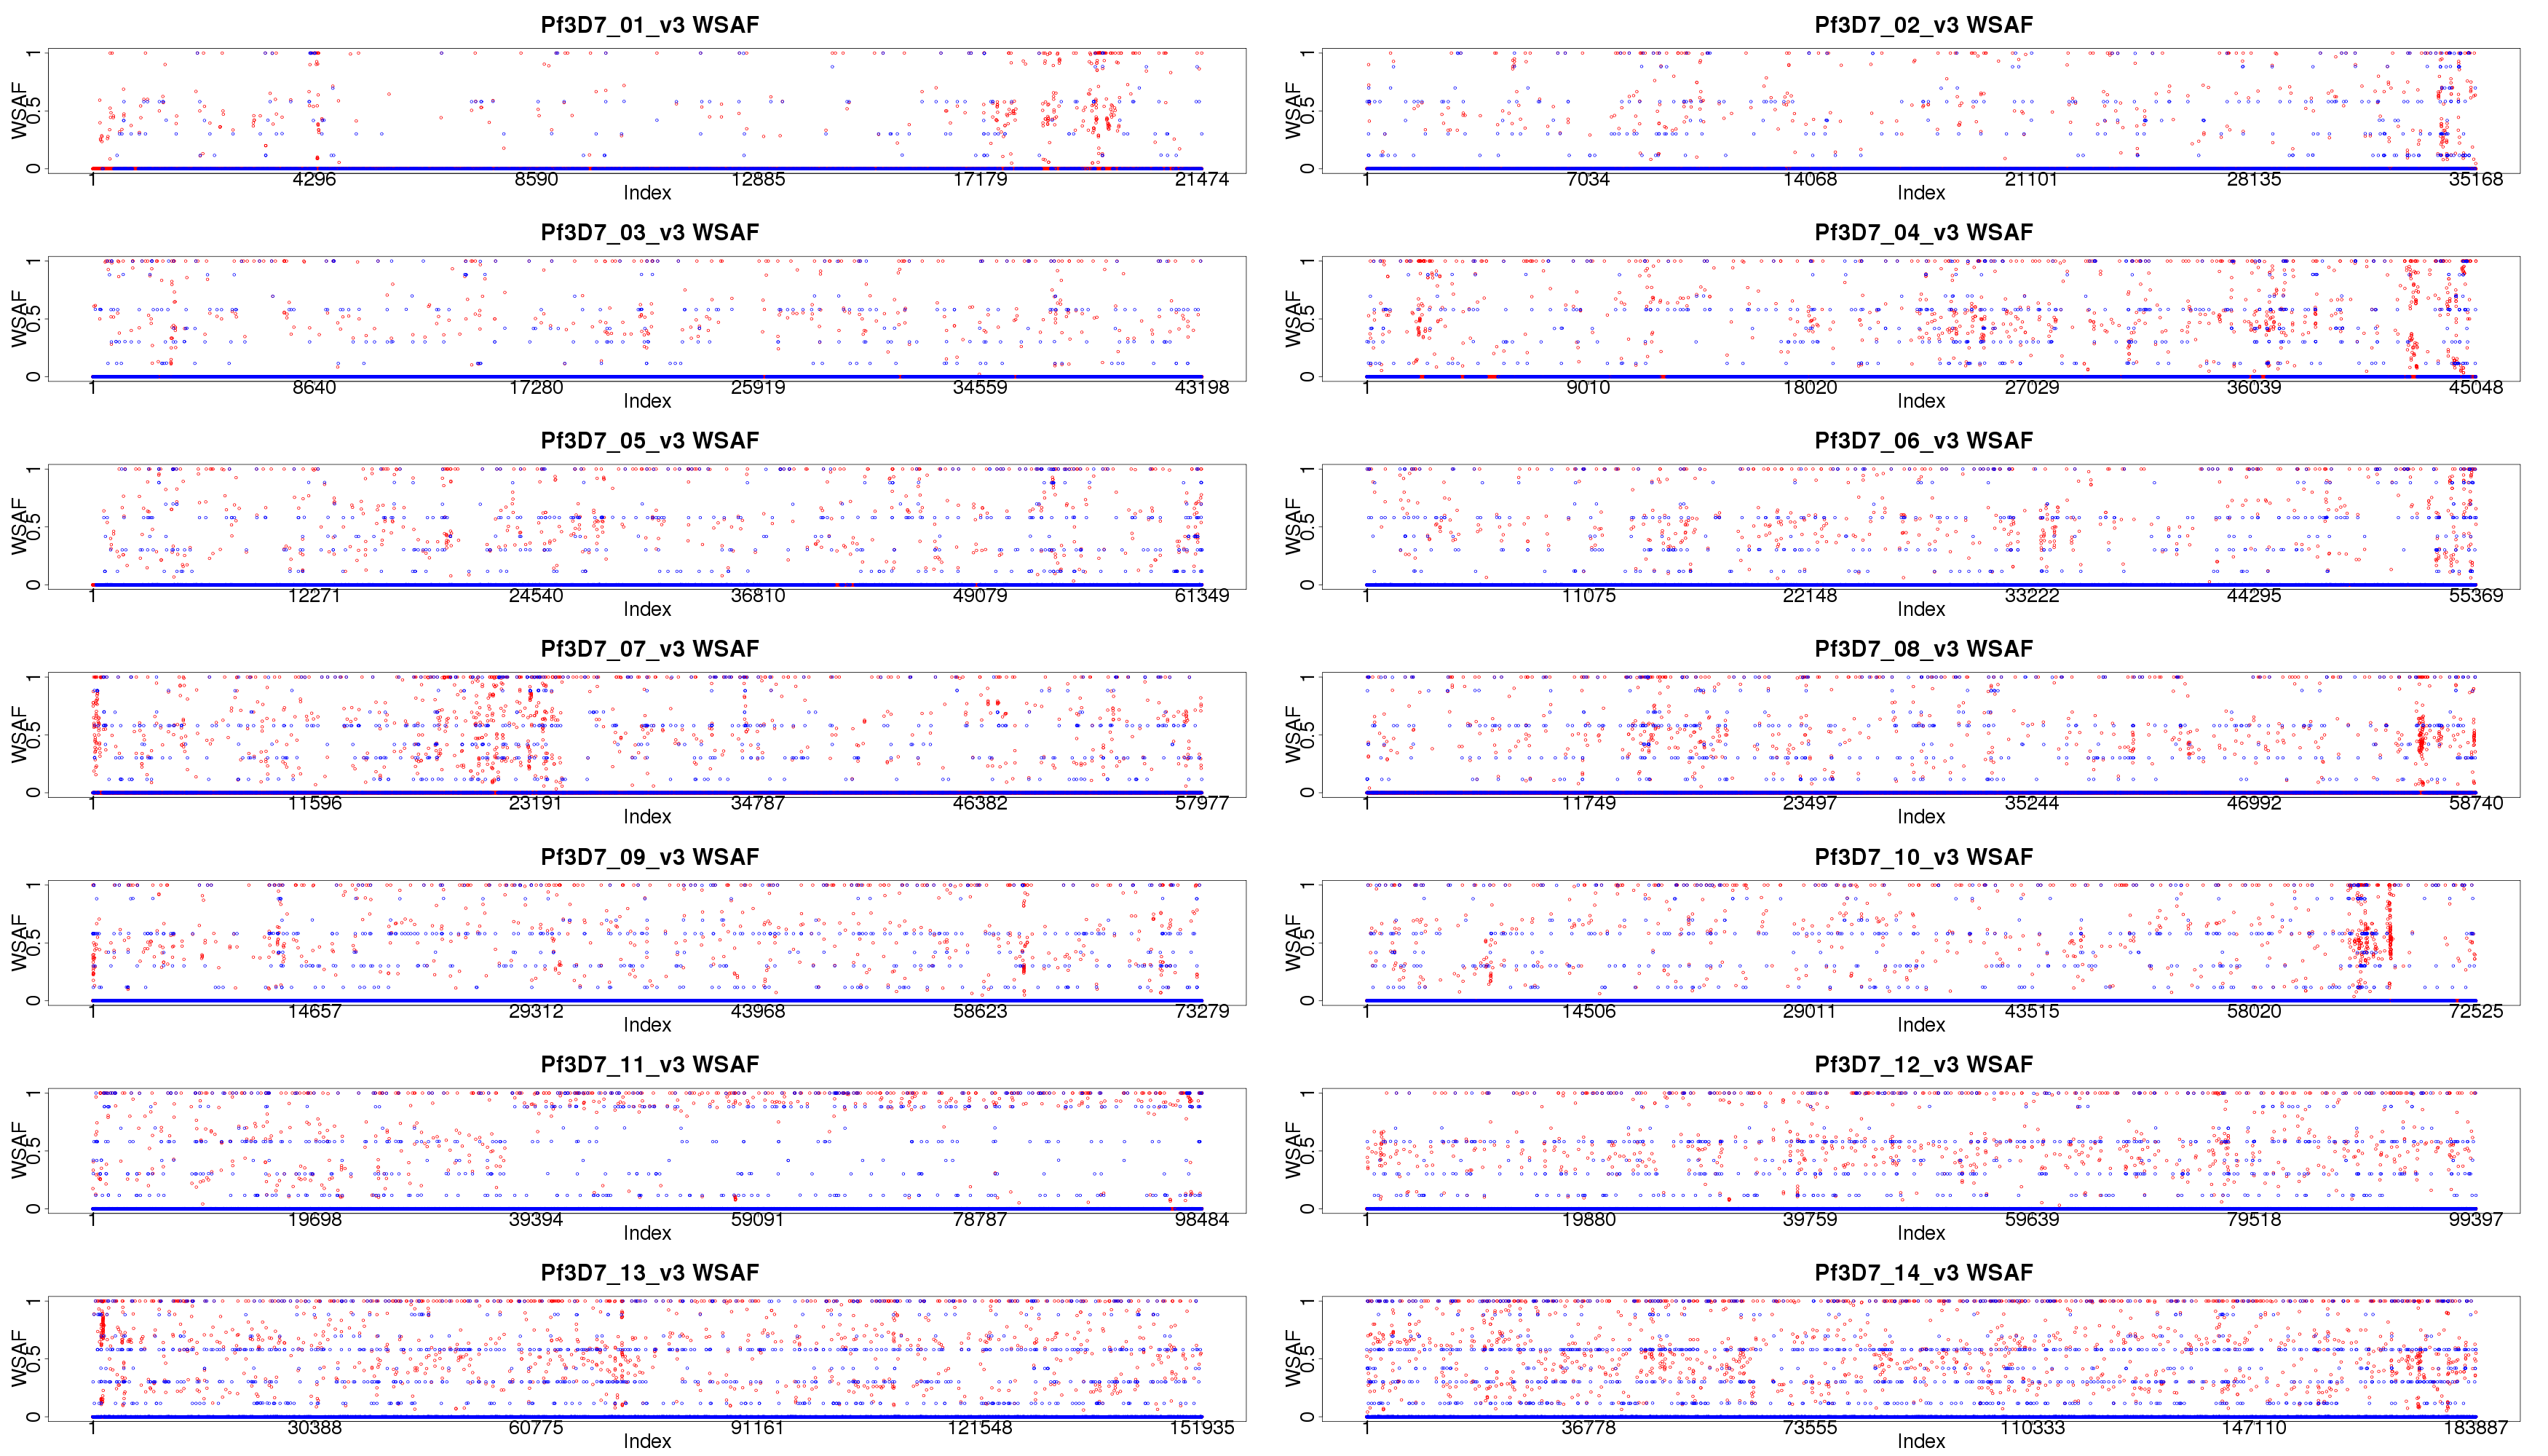 Pf3D7_01_v3 WSAF
WSAF
0 0.5 1
1 4296 8590 12885 17179 21474
Index
Pf3D7_02_v3 WSAF
WSAF
0 0.5 1
1 7034 14068 21101 28135 35168
Index
Pf3D7_03_v3 WSAF
WSAF
0 0.5 1
1 8640 17280 25919 34559 43198
Index
Pf3D7_04_v3 WSAF
WSAF
0 0.5 1
1 9010 18020 27029 36039 45048
Index
Pf3D7_05_v3 WSAF
WSAF
0 0.5 1
1 12271 24540 36810 49079 61349
Index
Pf3D7_06_v3 WSAF
WSAF
0 0.5 1
1 11075 22148 33222 44295 55369
Index
Pf3D7_07_v3 WSAF
WSAF
0 0.5 1
1 11596 23191 34787 46382 57977
Index
Pf3D7_08_v3 WSAF
WSAF
0 0.5 1
1 11749 23497 35244 46992 58740
Index
Pf3D7_09_v3 WSAF
WSAF
0 0.5 1
1 14657 29312 43968 58623 73279
Index
Pf3D7_10_v3 WSAF
WSAF
0 0.5 1
1 14506 29011 43515 58020 72525
Index
Pf3D7_11_v3 WSAF
WSAF
0 0.5 1
1 19698 39394 59091 78787 98484
Index
Pf3D7_12_v3 WSAF
WSAF
0 0.5 1
1 19880 39759 59639 79518 99397
Index
Pf3D7_13_v3 WSAF
WSAF
0 0.5 1
1 30388 60775 91161 121548 151935
Index
Pf3D7_14_v3 WSAF
WSAF
0 0.5 1
1 36778 73555 110333 147110 183887
Index